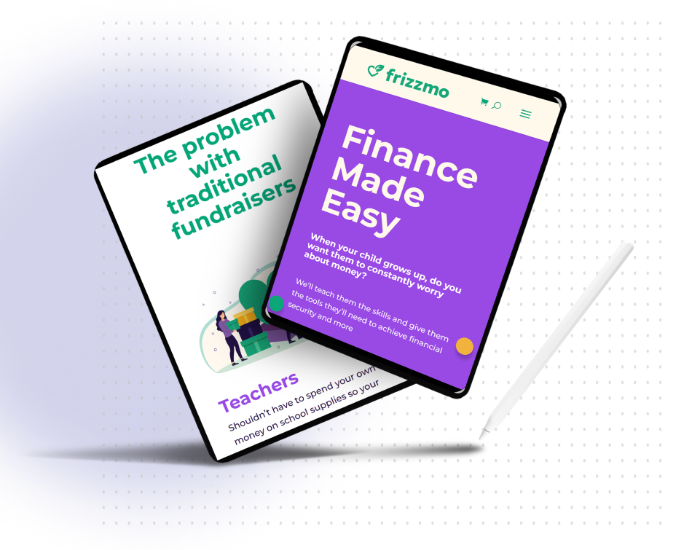 The problem
with
traditional
fundraisers
Teachers
Shouldn't have to spend your own
money on school supplies so your
frizzmo
Finance
Made
Easy
When your child grows up, do you
want them to constantly worry
about money?
We'll teach them the skills and give them
the tools they'll need to achieve financial
security and more